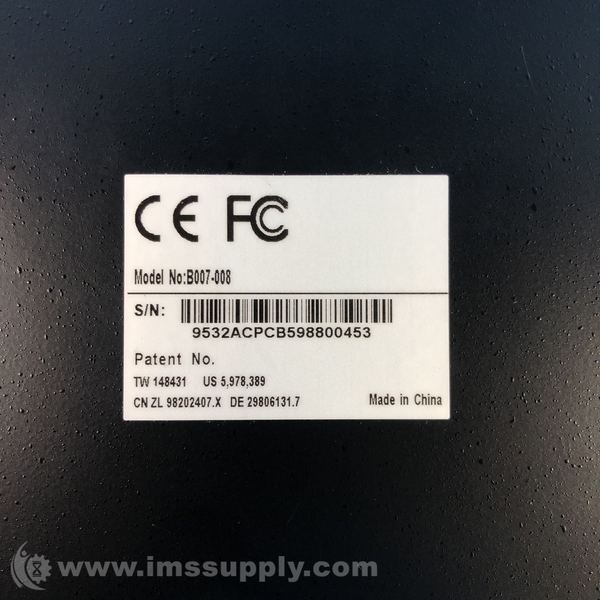 CE FC
Model No:B007-008
S/N:
9532ACPCB598800453
Patent No.
TW 148431 US 5,978,389
CN ZL 98202407.X DE 29806131.7 Made in China
www.imssupply.com